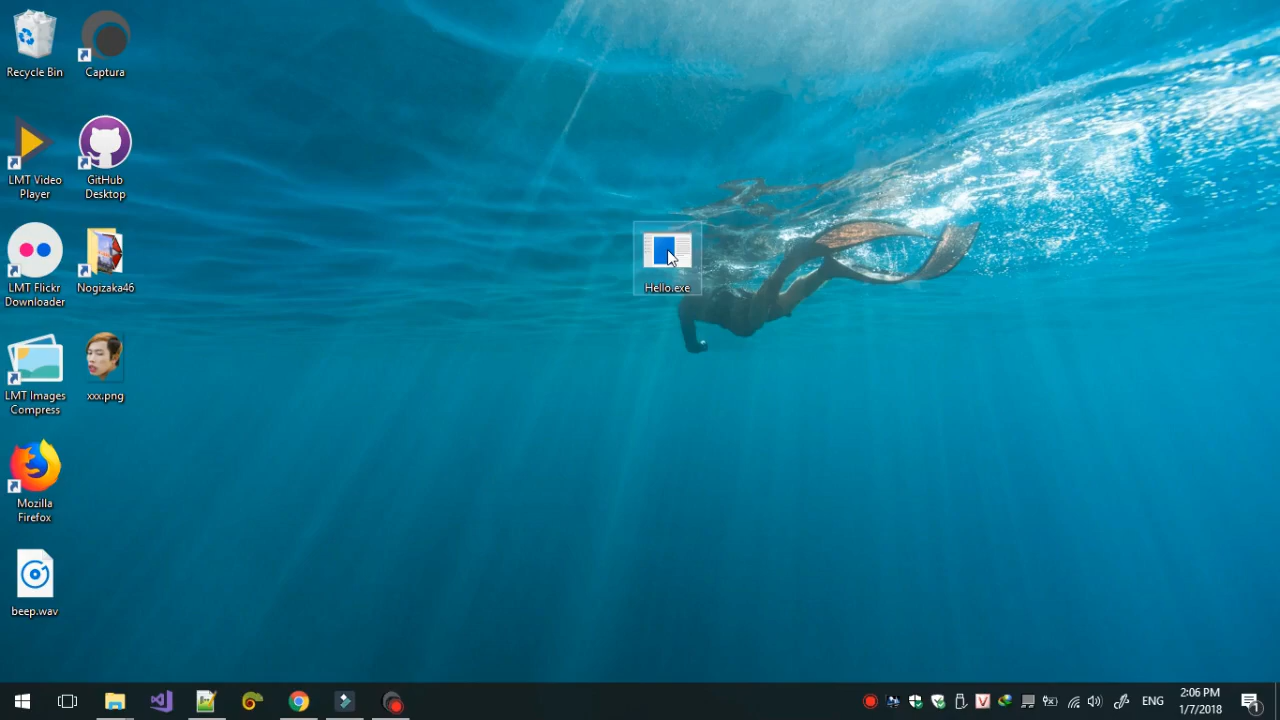 Recycle Bin
Captura
LMT Video
Player
GitHub
Desktop
LMT Flickr
Downloader
Nogizaka46
Hello.exe
LMT Images
Compress
xxx.png
Mozilla
Firefox
beep.wav
V
ENG
2:06 PM
1/7/2018
1